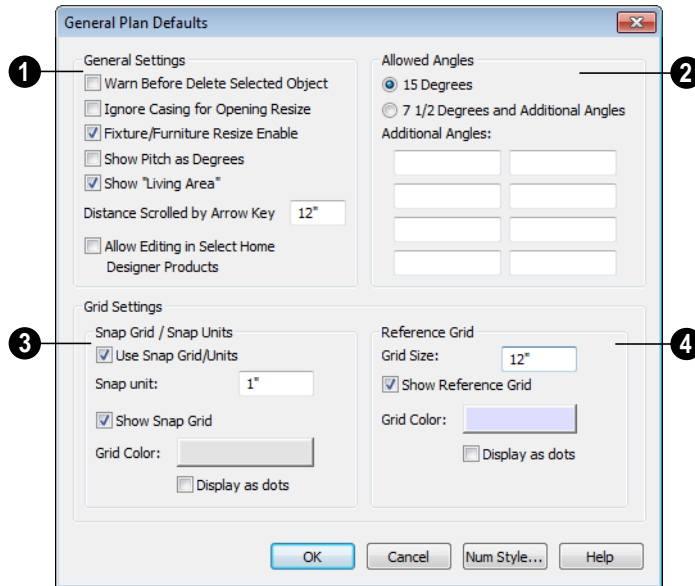 General Plan Defaults
General Settings
1
Warn Before Delete Selected Object
Ignore Casing for Opening Resize
Fixture/Furniture Resize Enable
Show Pitch as Degrees
Show "Living Area"
Distance Scrolled by Arrow Key 12"
Allow Editing in Select Home
Designer Products
Allowed Angles
2
15 Degrees
7 1/2 Degrees and Additional Angles
Additional Angles:
Grid Settings
Snap Grid / Snap Units
3
Use Snap Grid/Units
Snap unit: 1"
Show Snap Grid
Grid Color:
Display as dots
Reference Grid
4
Grid Size: 12"
Show Reference Grid
Grid Color:
Display as dots
OK Cancel Num Style... Help